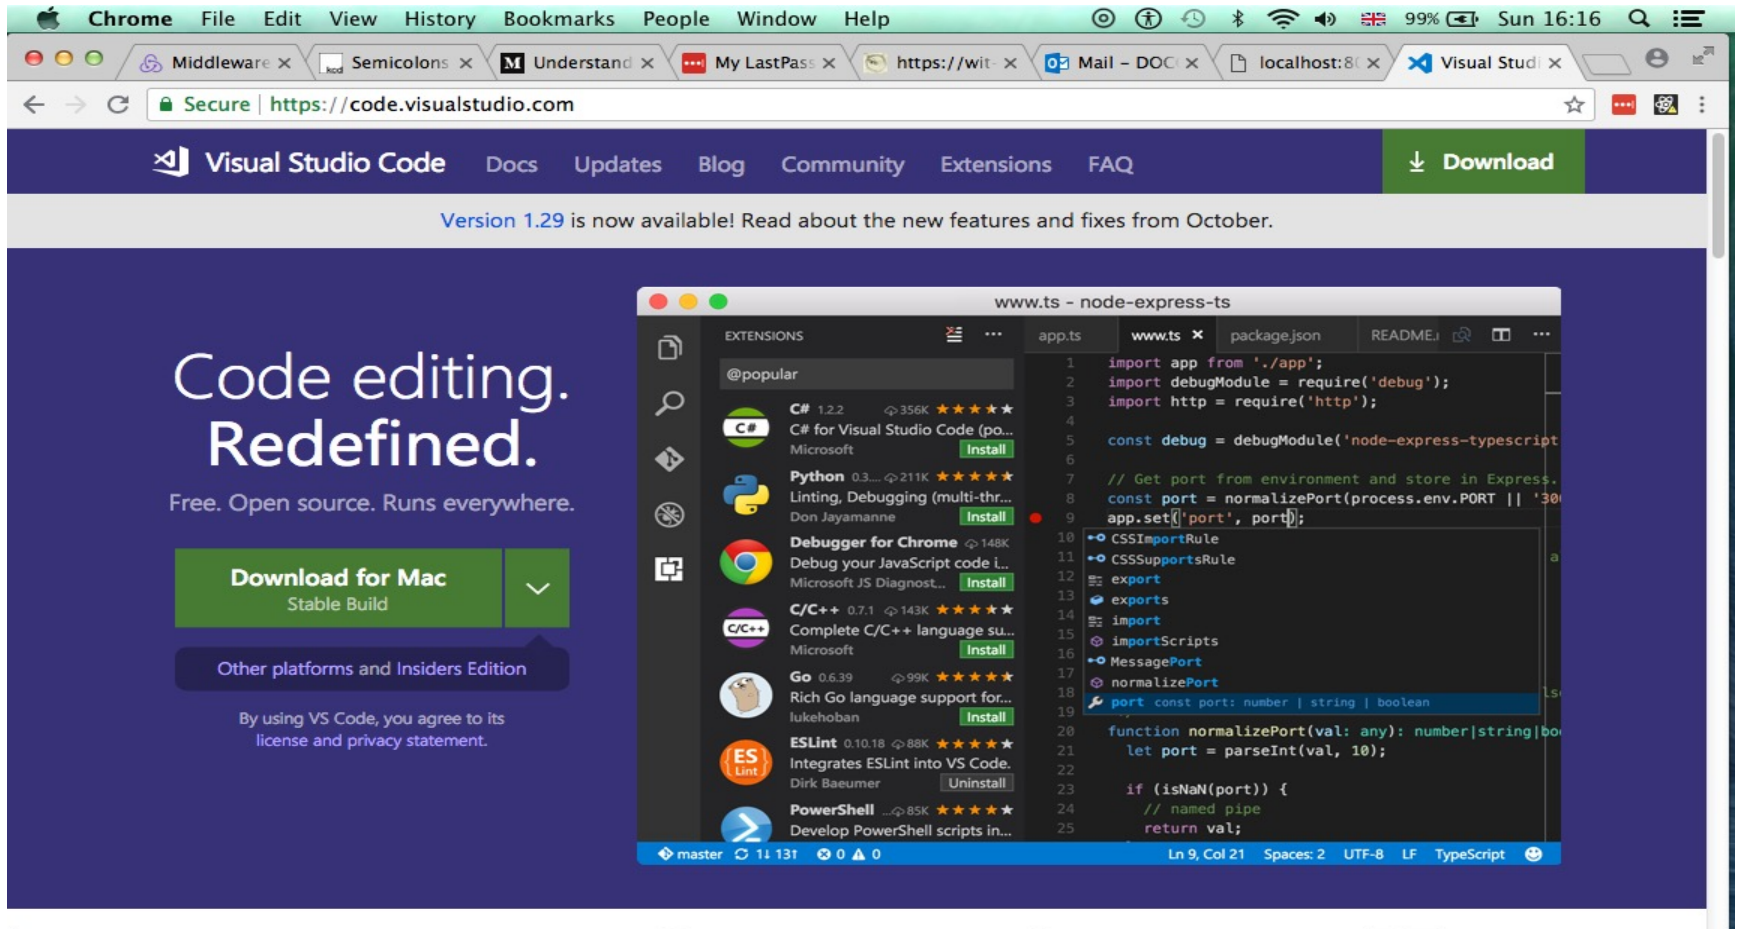 Chrome File Edit View History Bookmarks People Window Help 99% Sun 16:16
Middleware Semicolons Understand My LastPass https://wit- Mail – DOC localhost:8 Visual Studi
Secure https://code.visualstudio.com
Visual Studio Code Docs Updates Blog Community Extensions FAQ Download
Version 1.29 is now available! Read about the new features and fixes from October.
Code editing.
Redefined.
Free. Open source. Runs everywhere.
Download for Mac
Stable Build
Other platforms and Insiders Edition
By using VS Code, you agree to its
license and privacy statement.
www.ts - node-express-ts
EXTENSIONS
@popular
C# 1.2.2 356K
C# for Visual Studio Code (po...
Microsoft Install
Python 0.3.... 211K
Linting, Debugging (multi-thr...
Don Jayamanne Install
Debugger for Chrome 148K
Debug your JavaScript code i...
Microsoft JS Diagnost... Install
C/C++ 0.7.1 143K
Complete C/C++ language su...
Microsoft Install
Go 0.6.39 99K
Rich Go language support for...
lukehoban Install
ESLint 0.10.18 88K
Integrates ESLint into VS Code.
Dirk Baeumer Uninstall
PowerShell ... 85K
Develop PowerShell scripts in...
app.ts www.ts package.json README.
1 import app from './app';
2 import debugModule = require('debug');
3 import http = require('http');
4
5 const debug = debugModule('node-express-typescript
6
7 // Get port from environment and store in Express.
8 const port = normalizePort(process.env.PORT || '300
9 app.set('port', port);
10 CSSImportRule
11 CSSSupportsRule
12 export
13 exports
14 import
15 importScripts
16 MessagePort
17 normalizePort
18 port const port: number | string | boolean
19
20 function normalizePort(val: any): number|string|boo
21 let port = parseInt(val, 10);
22
23 if (isNaN(port)) {
24 // named pipe
25 return val;
master 1↓ 13↑ 0 0 Ln 9, Col 21 Spaces: 2 UTF-8 LF TypeScript